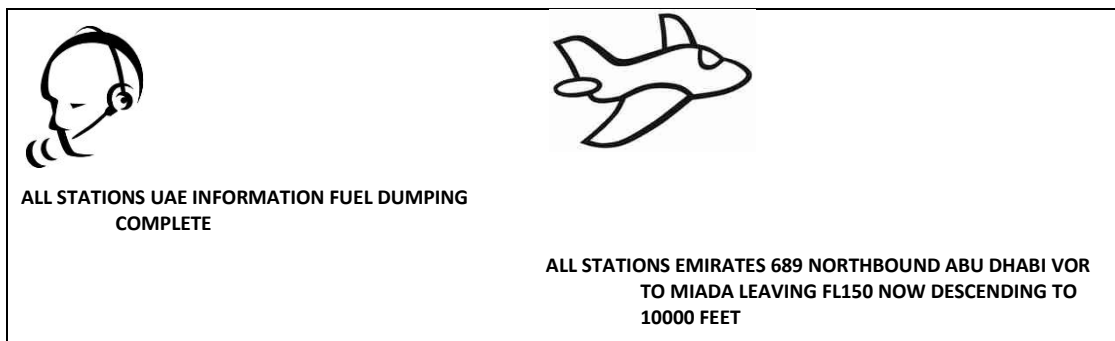 ALL STATIONS UAE INFORMATION FUEL DUMPING
COMPLETE
ALL STATIONS EMIRATES 689 NORTHBOUND ABU DHABI VOR
TO MIADA LEAVING FL150 NOW DESCENDING TO
10000 FEET